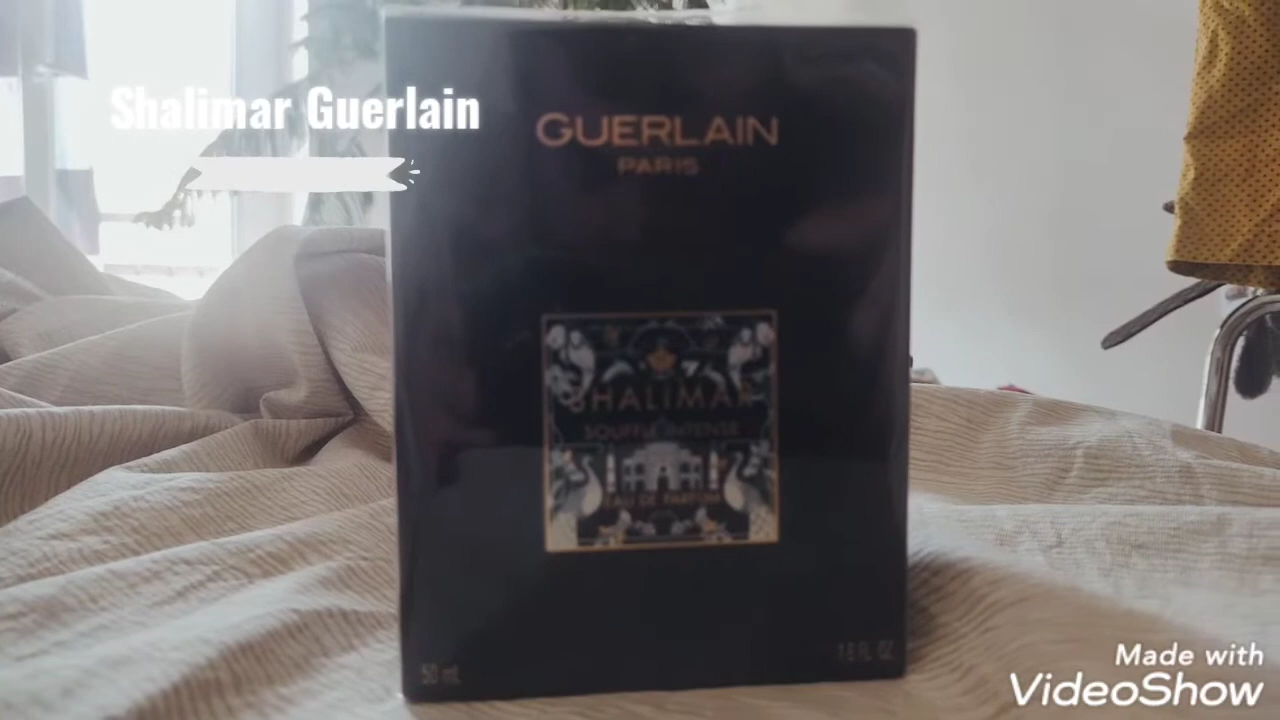 Shalimar Guerlain
GUERLAIN
PARIS
SHALIMAR
SOUFFLE INTENSE
EAU DE PARFUM
50 ml
1.6 FL. OZ.
Made with
VideoShow